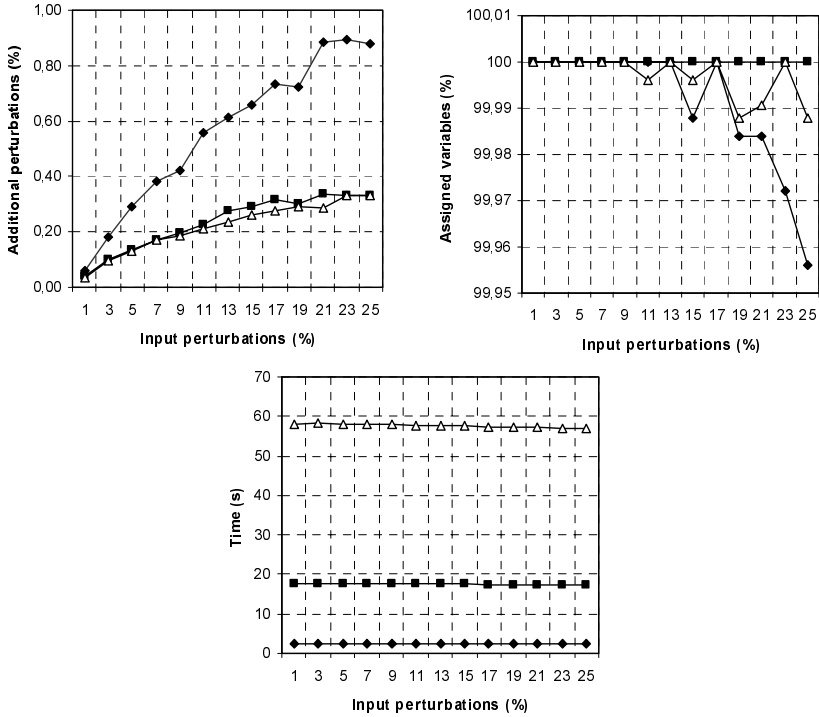 1,00
0,80
0,60
0,40
0,20
0,00
Additional perturbations (%)
1 3 5 7 9 11 13 15 17 19 21 23 25
Input perturbations (%)
100,01
100
99,99
99,98
99,97
99,96
99,95
Assigned variables (%)
1 3 5 7 9 11 13 15 17 19 21 23 25
Input perturbations (%)
70
60
50
40
30
20
10
0
Time (s)
1 3 5 7 9 11 13 15 17 19 21 23 25
Input perturbations (%)